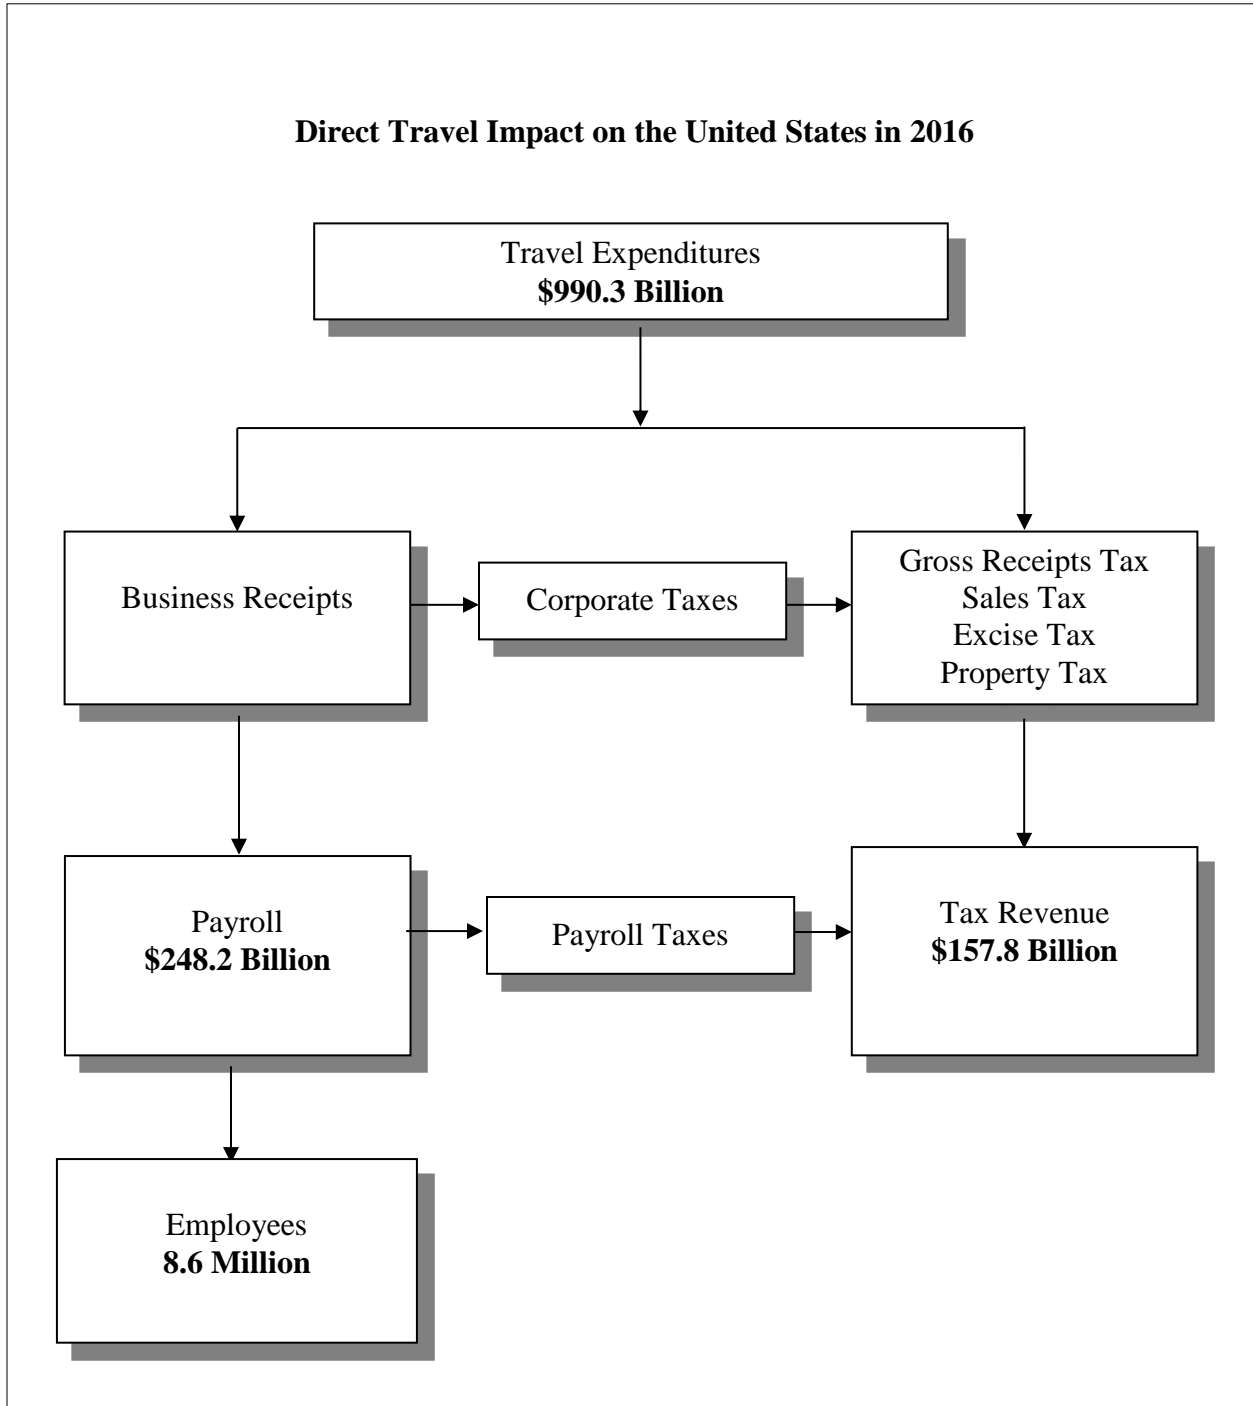 Direct Travel Impact on the United States in 2016
Travel Expenditures
$990.3 Billion
Business Receipts
Corporate Taxes
Gross Receipts Tax
Sales Tax
Excise Tax
Property Tax
Payroll
$248.2 Billion
Payroll Taxes
Tax Revenue
$157.8 Billion
Employees
8.6 Million